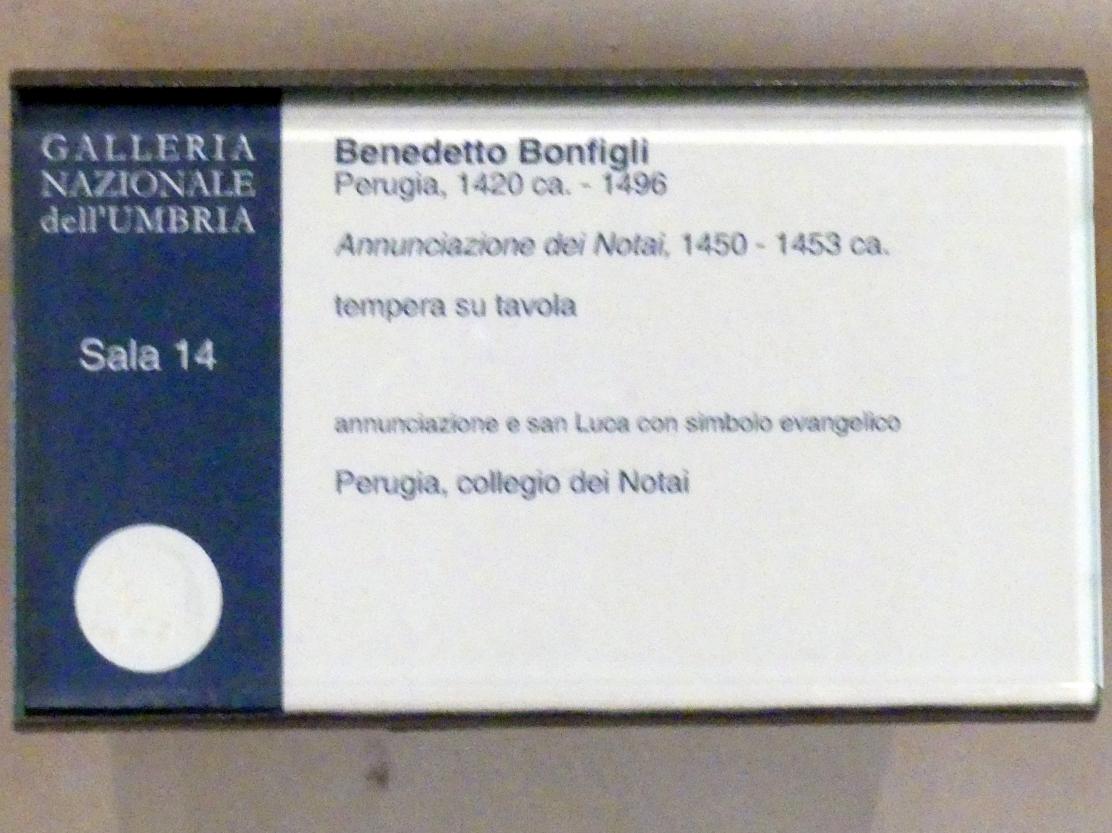 GALLERIA
NAZIONALE
dell'UMBRIA
Sala 14
Benedetto Bonfigli
Perugia, 1420 ca. - 1496
Annunciazione dei Notai, 1450 - 1453 ca.
tempera su tavola
annunciazione e san Luca con simbolo evangelico
Perugia, collegio dei Notai